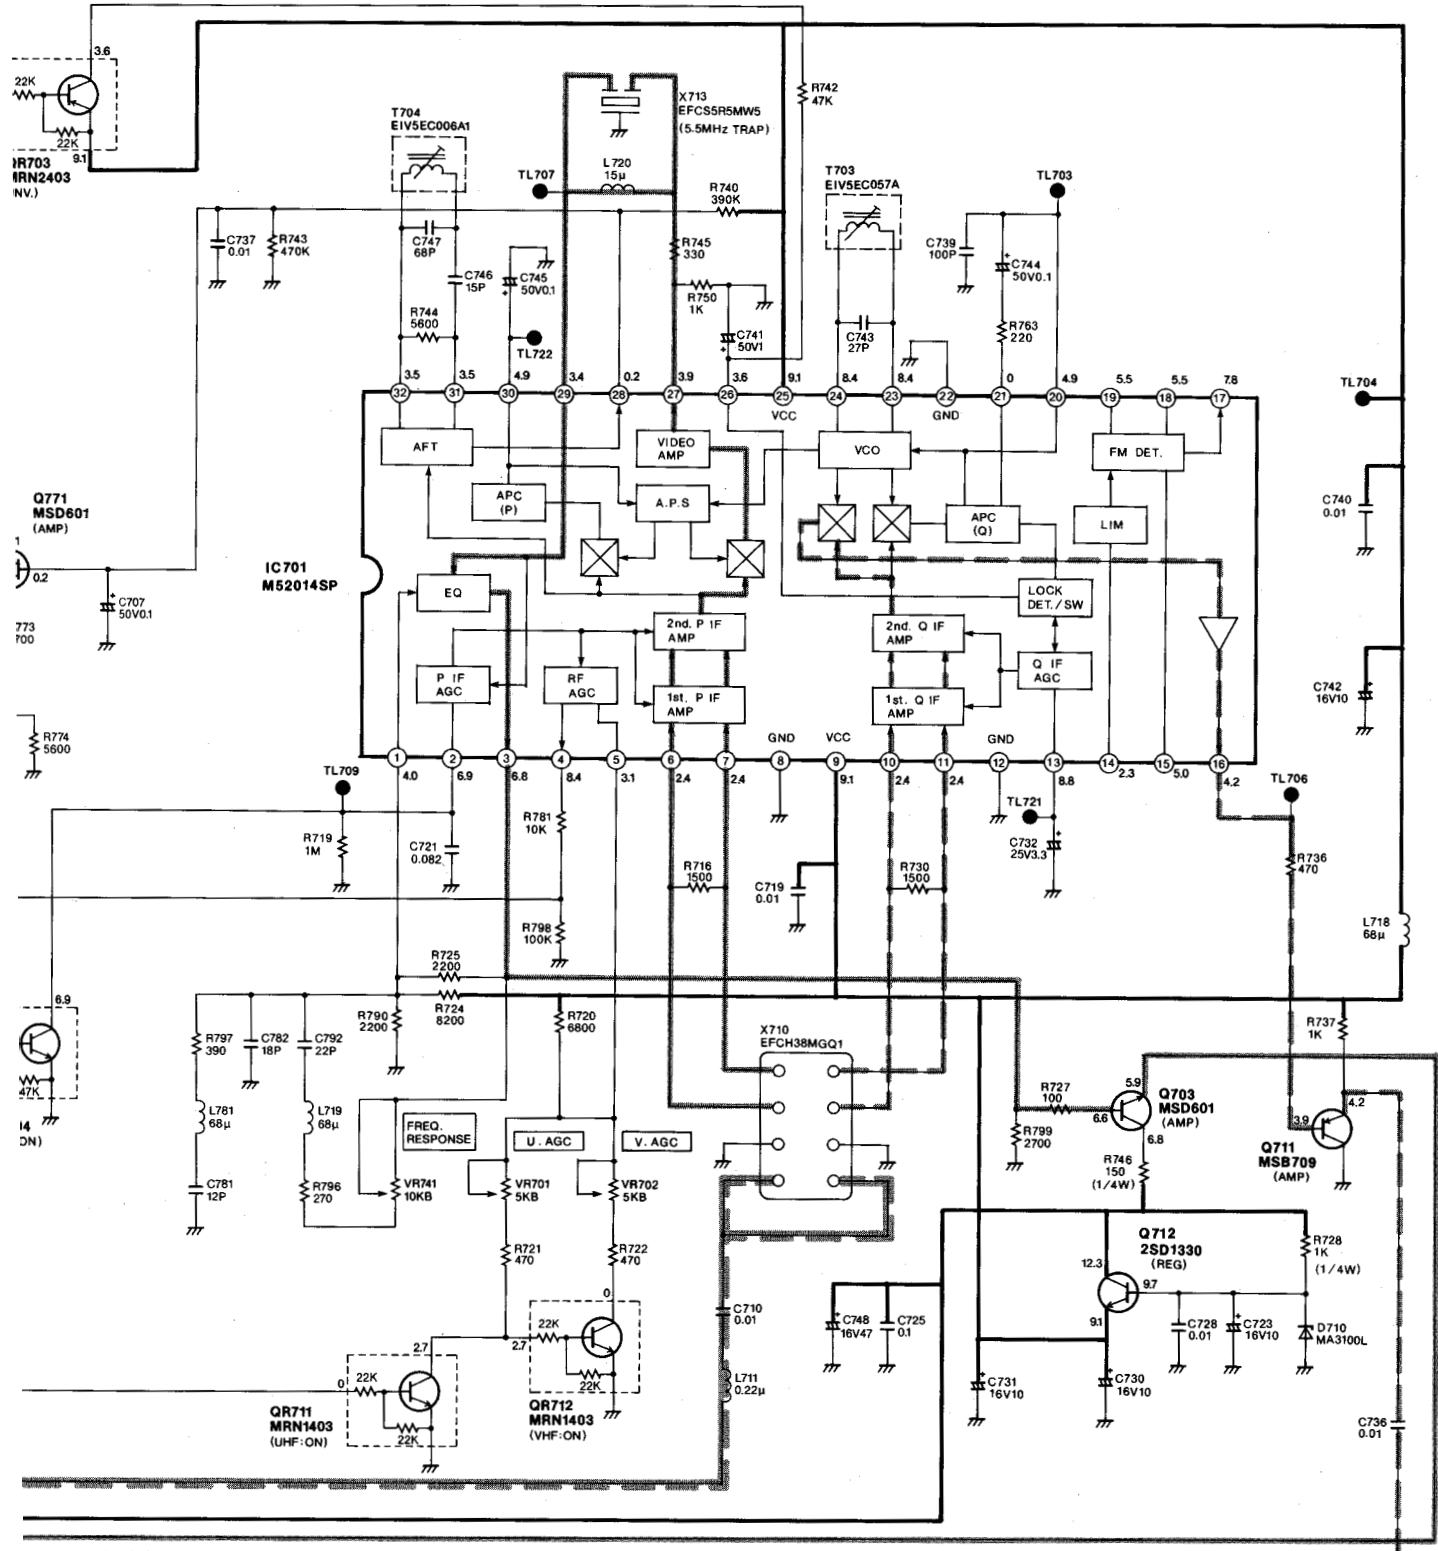 3.6
22K
22K
9.1
MRN2403
R742
47K
X713
EFCS5R5MW5
(5.5MHz TRAP)
T704
EIV5EC006A1
L720
15μ
TL707
R740
390K
T703
EIV5EC057A
TL703
C737
0.01
R743
470K
C747
68P
C746
15P
R744
5600
C745
50V0.1
TL722
R745
330
R750
1K
C741
50V1
C743
27P
C739
100P
C744
50V0.1
R763
220
TL704
3.5
3.5
4.9
3.4
0.2
3.9
3.6
9.1
8.4
8.4
0
4.9
5.5
5.5
7.8
32
31
30
29
28
27
26
25
24
23
22
21
20
19
18
17
VCC
GND
AFT
VIDEO
AMP
VCO
FM DET.
APC
(P)
A.P.S
APC
(Q)
LIM
EQ
LOCK
DET./SW
2nd. P IF
AMP
2nd. Q IF
AMP
P IF
AGC
RF
AGC
1st. P IF
AMP
1st. Q IF
AMP
Q IF
AGC
IC701
M52014SP
Q771
MSD601
(AMP)
1
0.2
C707
50V0.1
R774
5600
C740
0.01
C742
16V10
GND
VCC
GND
1
2
3
4
5
6
7
8
9
10
11
12
13
14
15
16
4.0
6.9
6.8
8.4
3.1
2.4
2.4
9.1
2.4
2.4
8.8
2.3
5.0
4.2
TL709
TL721
TL706
R719
1M
C721
0.082
R781
10K
R716
1500
C719
0.01
R730
1500
C732
25V3.3
R736
470
R798
100K
L718
68μ
R725
2200
R724
8200
R790
2200
R720
6800
6.9
47K
R797
390
C782
18P
C792
22P
X710
EFCH38MGQ1
R737
1K
L781
68μ
L719
68μ
FREQ.
RESPONSE
U. AGC
V. AGC
R727
100
R799
2700
5.9
6.6
6.8
Q703
MSD601
(AMP)
4.2
3.9
Q711
MSB709
(AMP)
R746
150
(1/4W)
C781
12P
R796
270
VR741
10KB
VR701
5KB
VR702
5KB
R721
470
R722
470
Q712
2SD1330
(REG)
12.3
9.7
9.1
R728
1K
(1/4W)
0
22K
22K
2.7
2.7
QR712
MRN1403
(VHF:ON)
0
22K
22K
QR711
MRN1403
(UHF:ON)
C710
0.01
L711
0.22μ
C748
16V47
C725
0.1
C728
0.01
C723
16V10
D710
MA3100L
C731
16V10
C730
16V10
C736
0.01